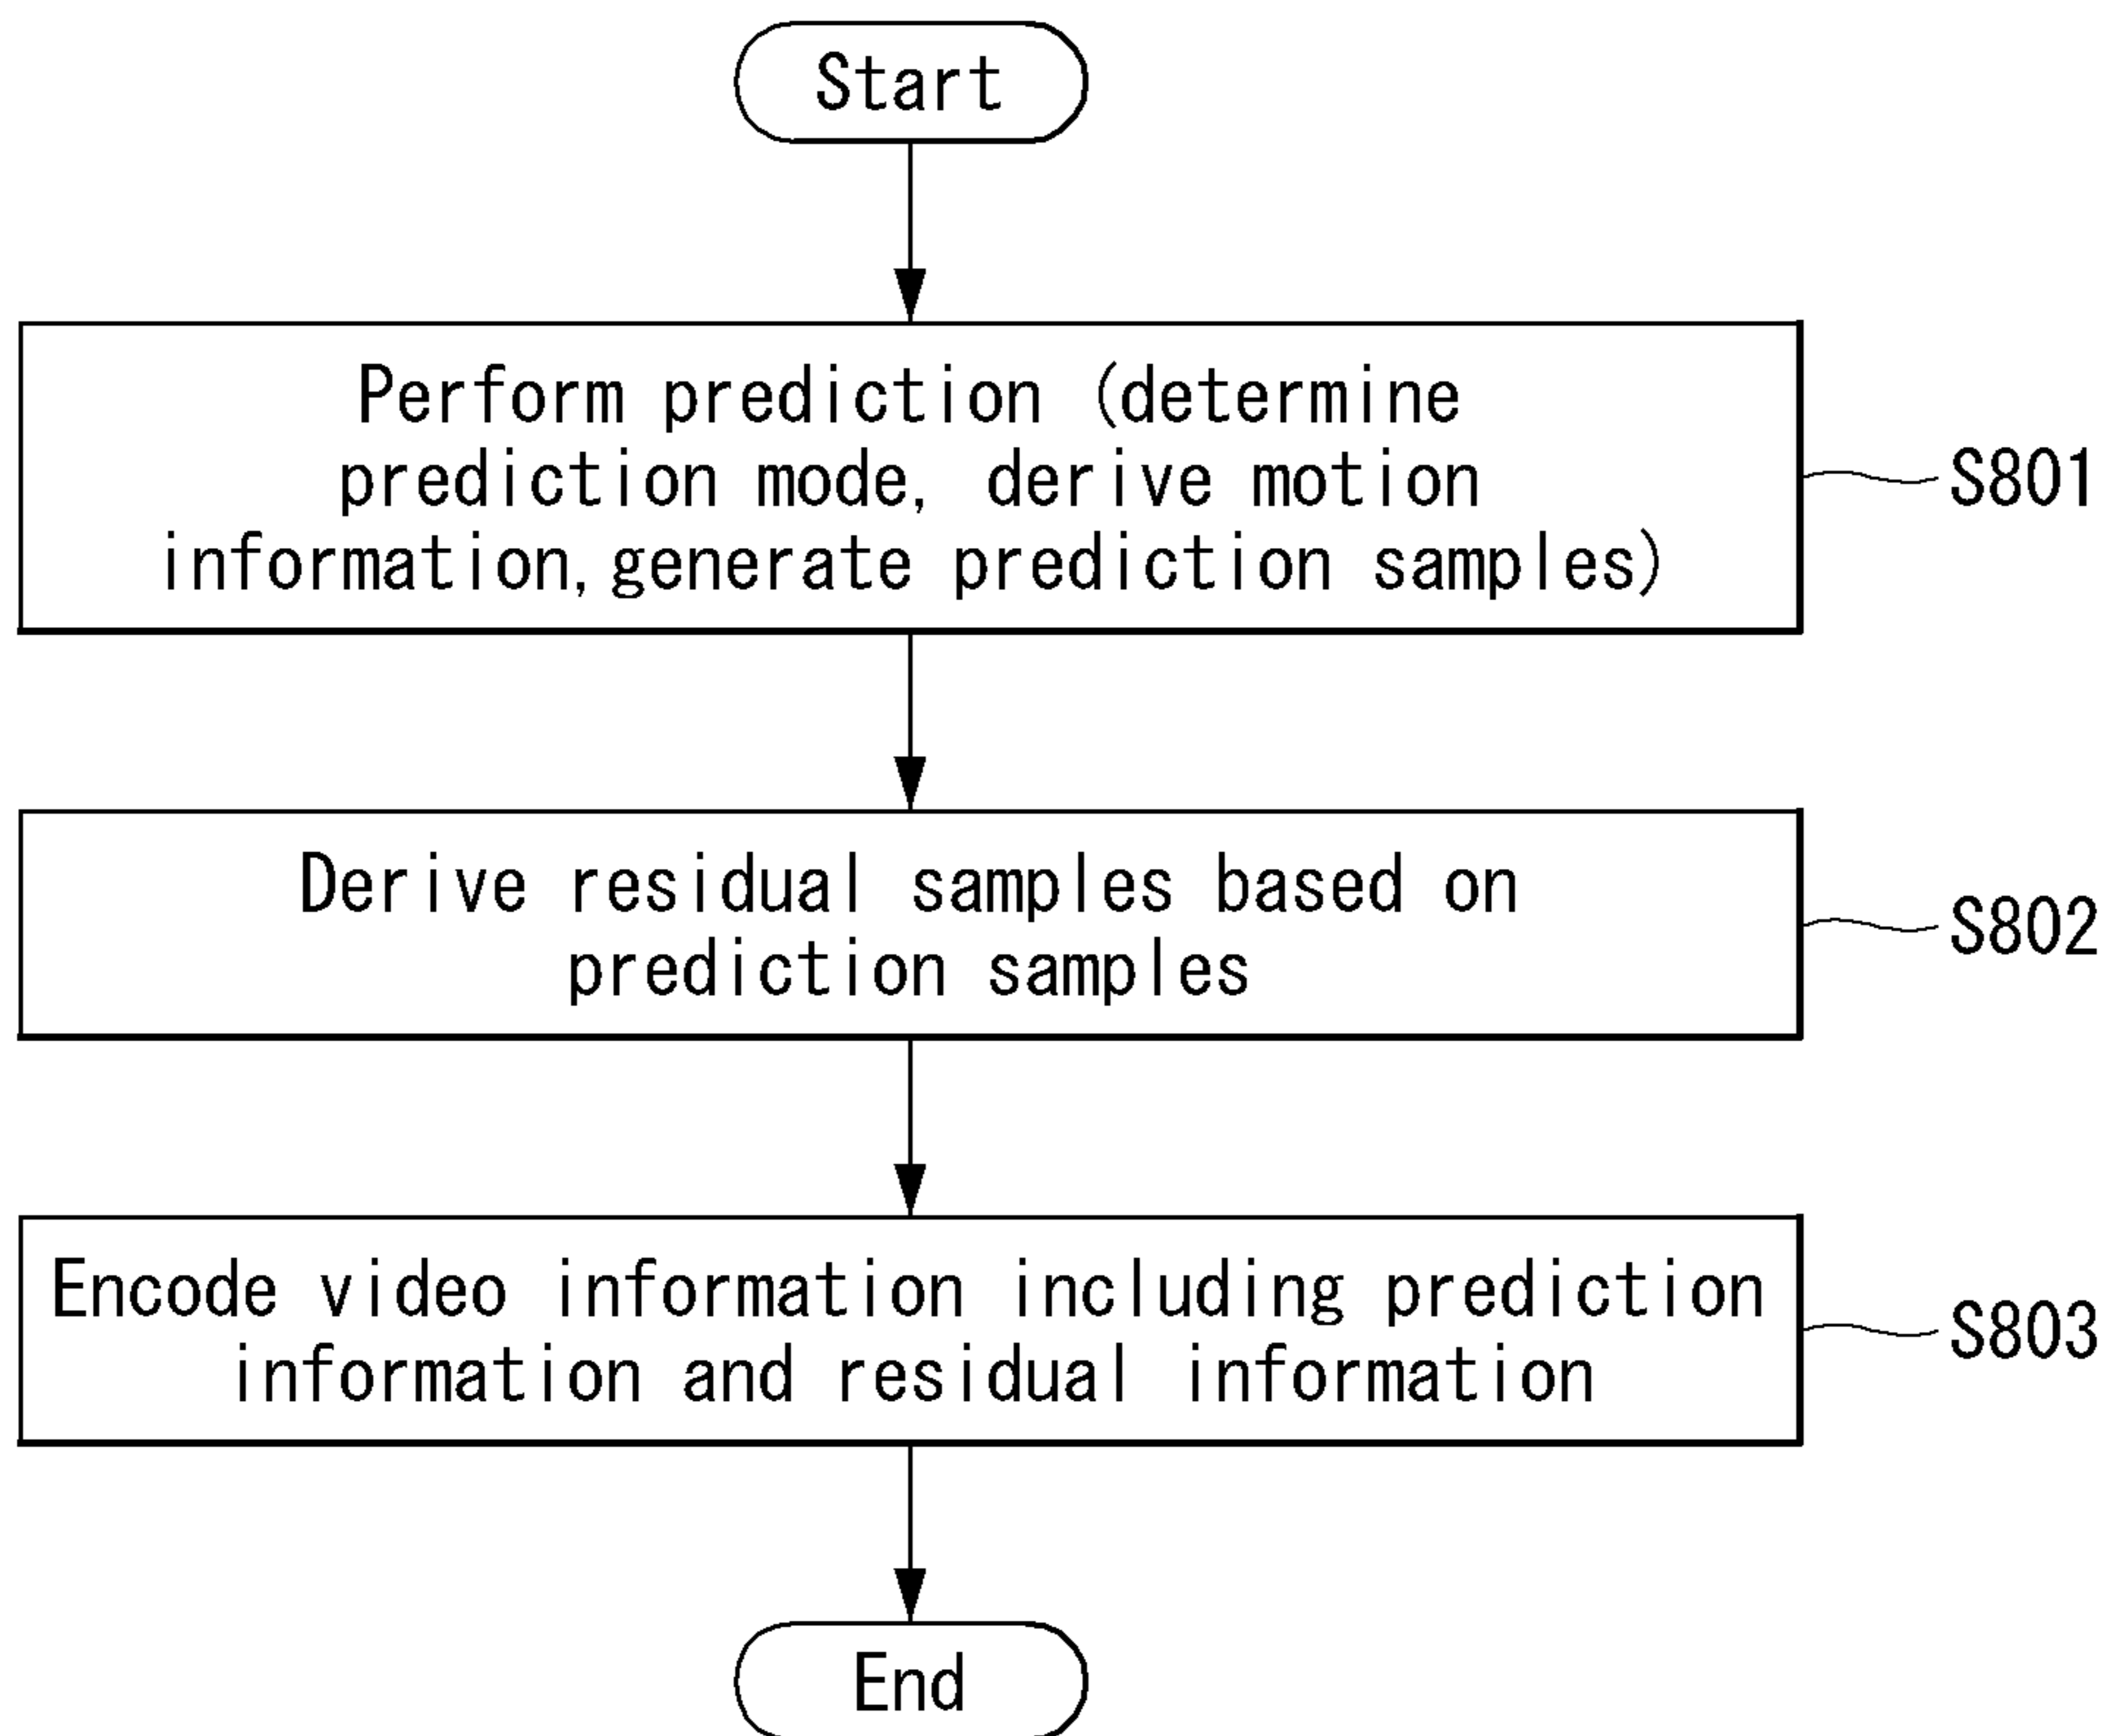 Start
Perform prediction (determine
prediction mode, derive motion
information, generate prediction samples)
S801
Derive residual samples based on
prediction samples
S802
Encode video information including prediction
information and residual information
S803
End